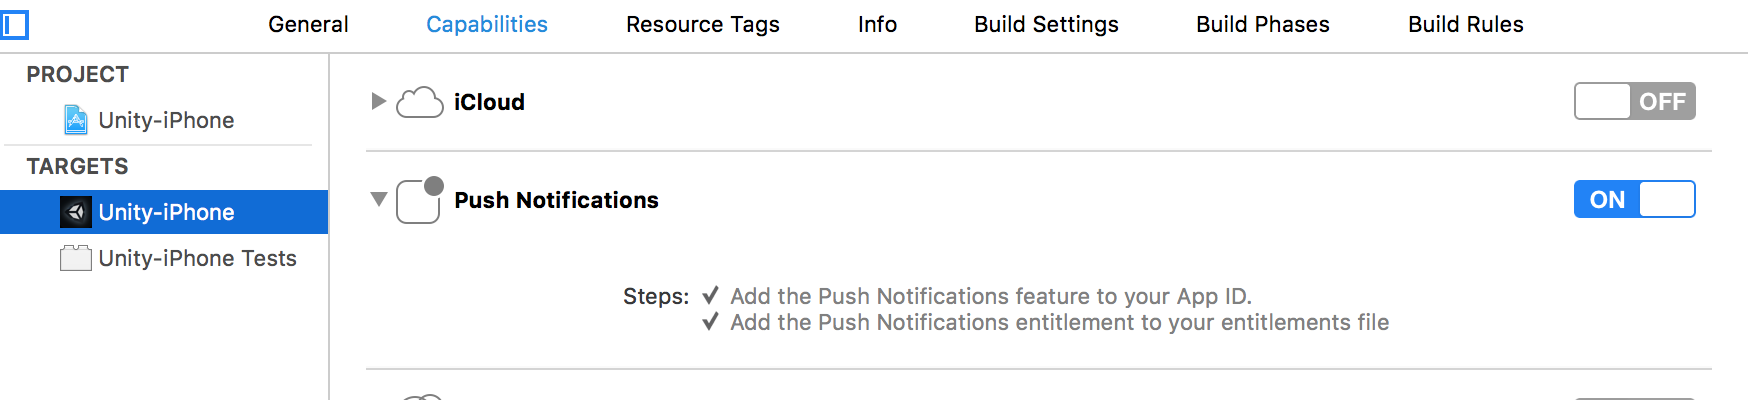 General Capabilities Resource Tags Info Build Settings Build Phases Build Rules
PROJECT
Unity-iPhone
TARGETS
Unity-iPhone
Unity-iPhone Tests
iCloud OFF
Push Notifications ON
Steps: ✓ Add the Push Notifications feature to your App ID.
✓ Add the Push Notifications entitlement to your entitlements file